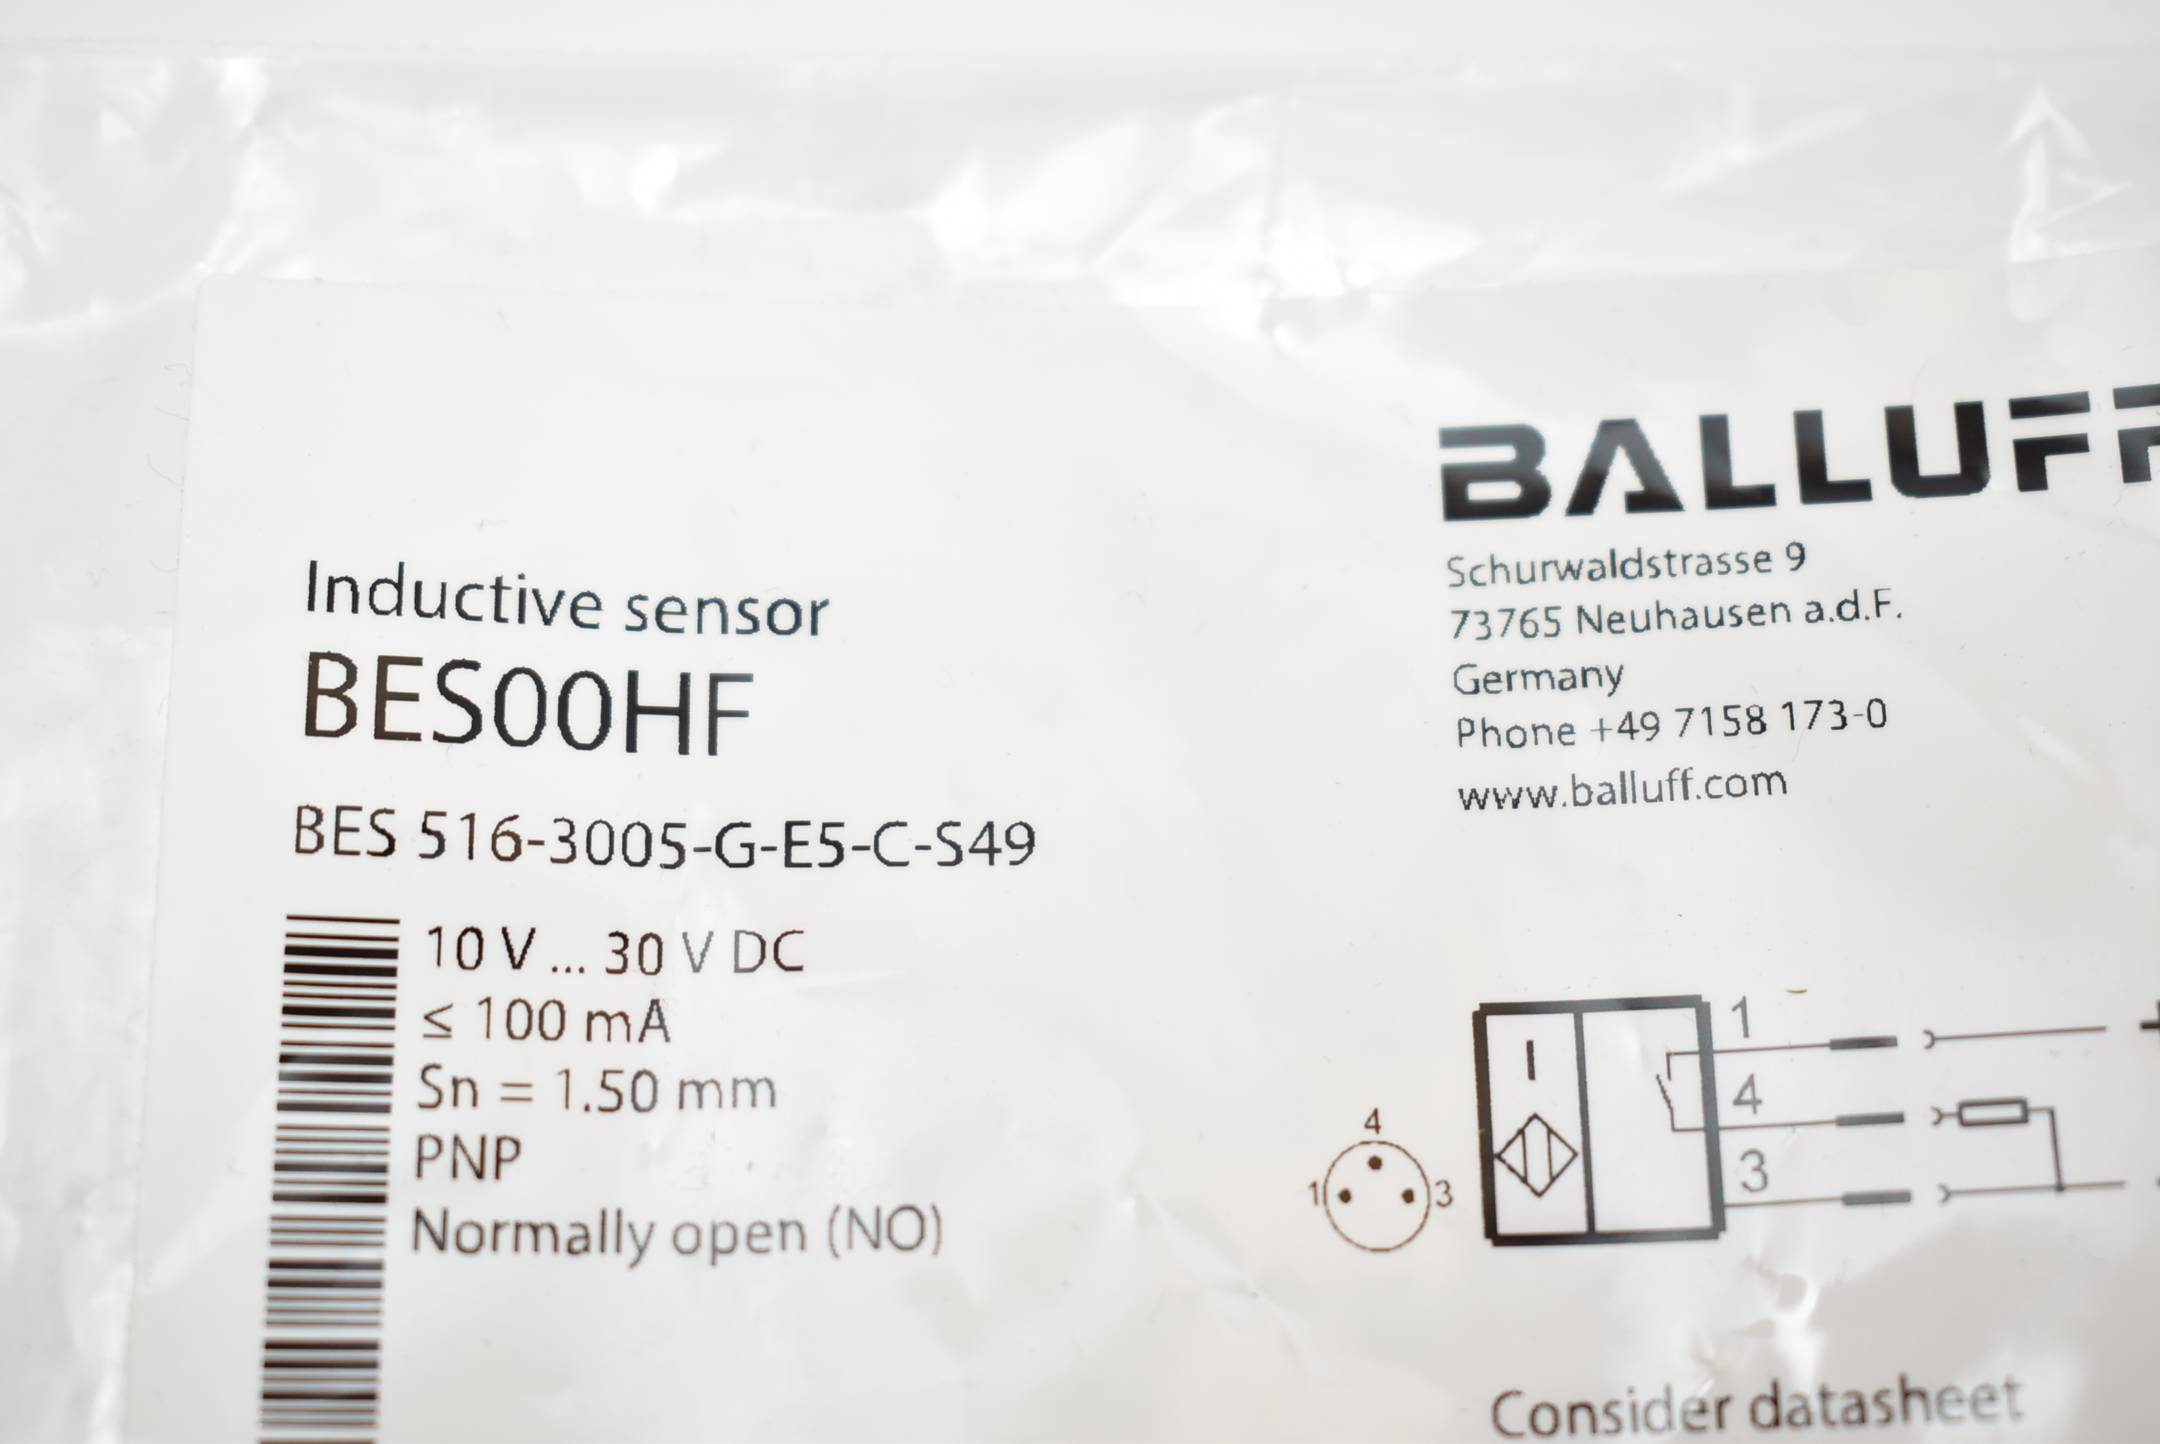 Inductive sensor
BES00HF
BES 516-3005-G-E5-C-S49
10 V ... 30 V DC
≤ 100 mA
Sn = 1.50 mm
PNP
Normally open (NO)
BALLUFF
Schurwaldstrasse 9
73765 Neuhausen a.d.F.
Germany
Phone +49 7158 173-0
www.balluff.com
4
1 3
1
4
3
+
Consider datasheet